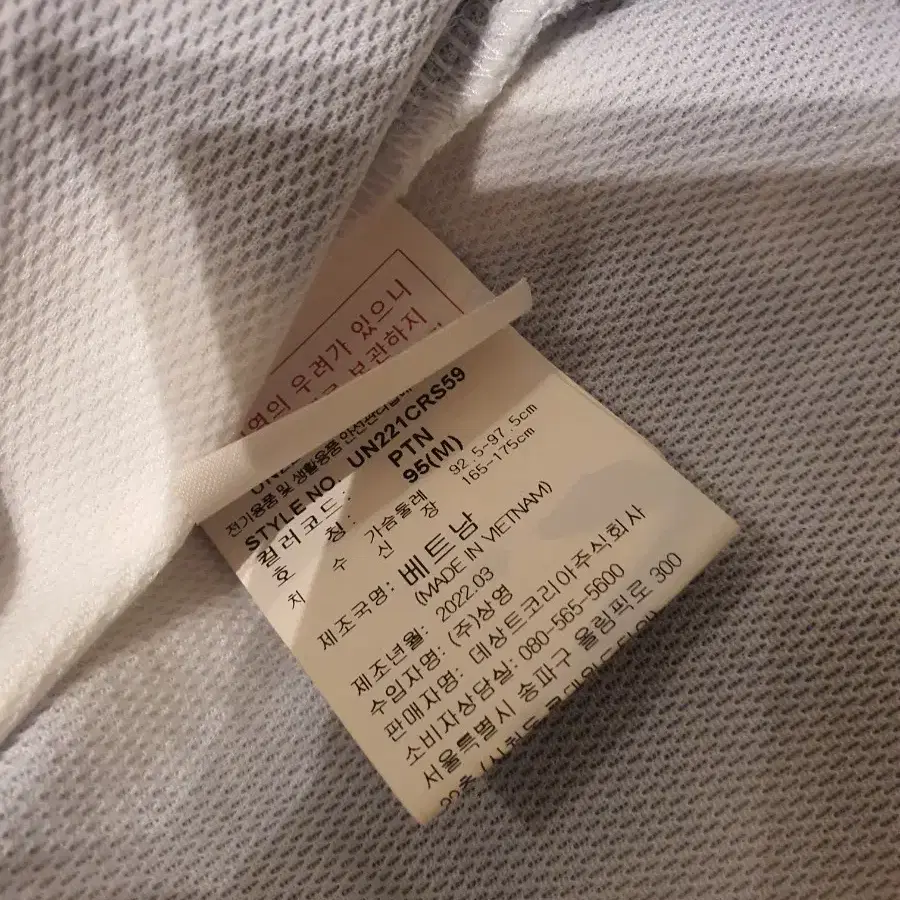 염의 우려가 있으니
보관하지
전기용품 및 생활용품 안전관리법에
STYLE NO. UN221CRS59
컬러코드: PTN
호 칭: 95(M)
치 수 가슴둘레 92.5-97.5cm
신 장 165-175cm
제조국명: 베트남
(MADE IN VIETNAM)
제조년월: 2022.03
수입자명: (주)상영
판매자명: 데상트코리아주식회사
소비자상담실: 080-565-5600
서울특별시 송파구 올림픽로 300